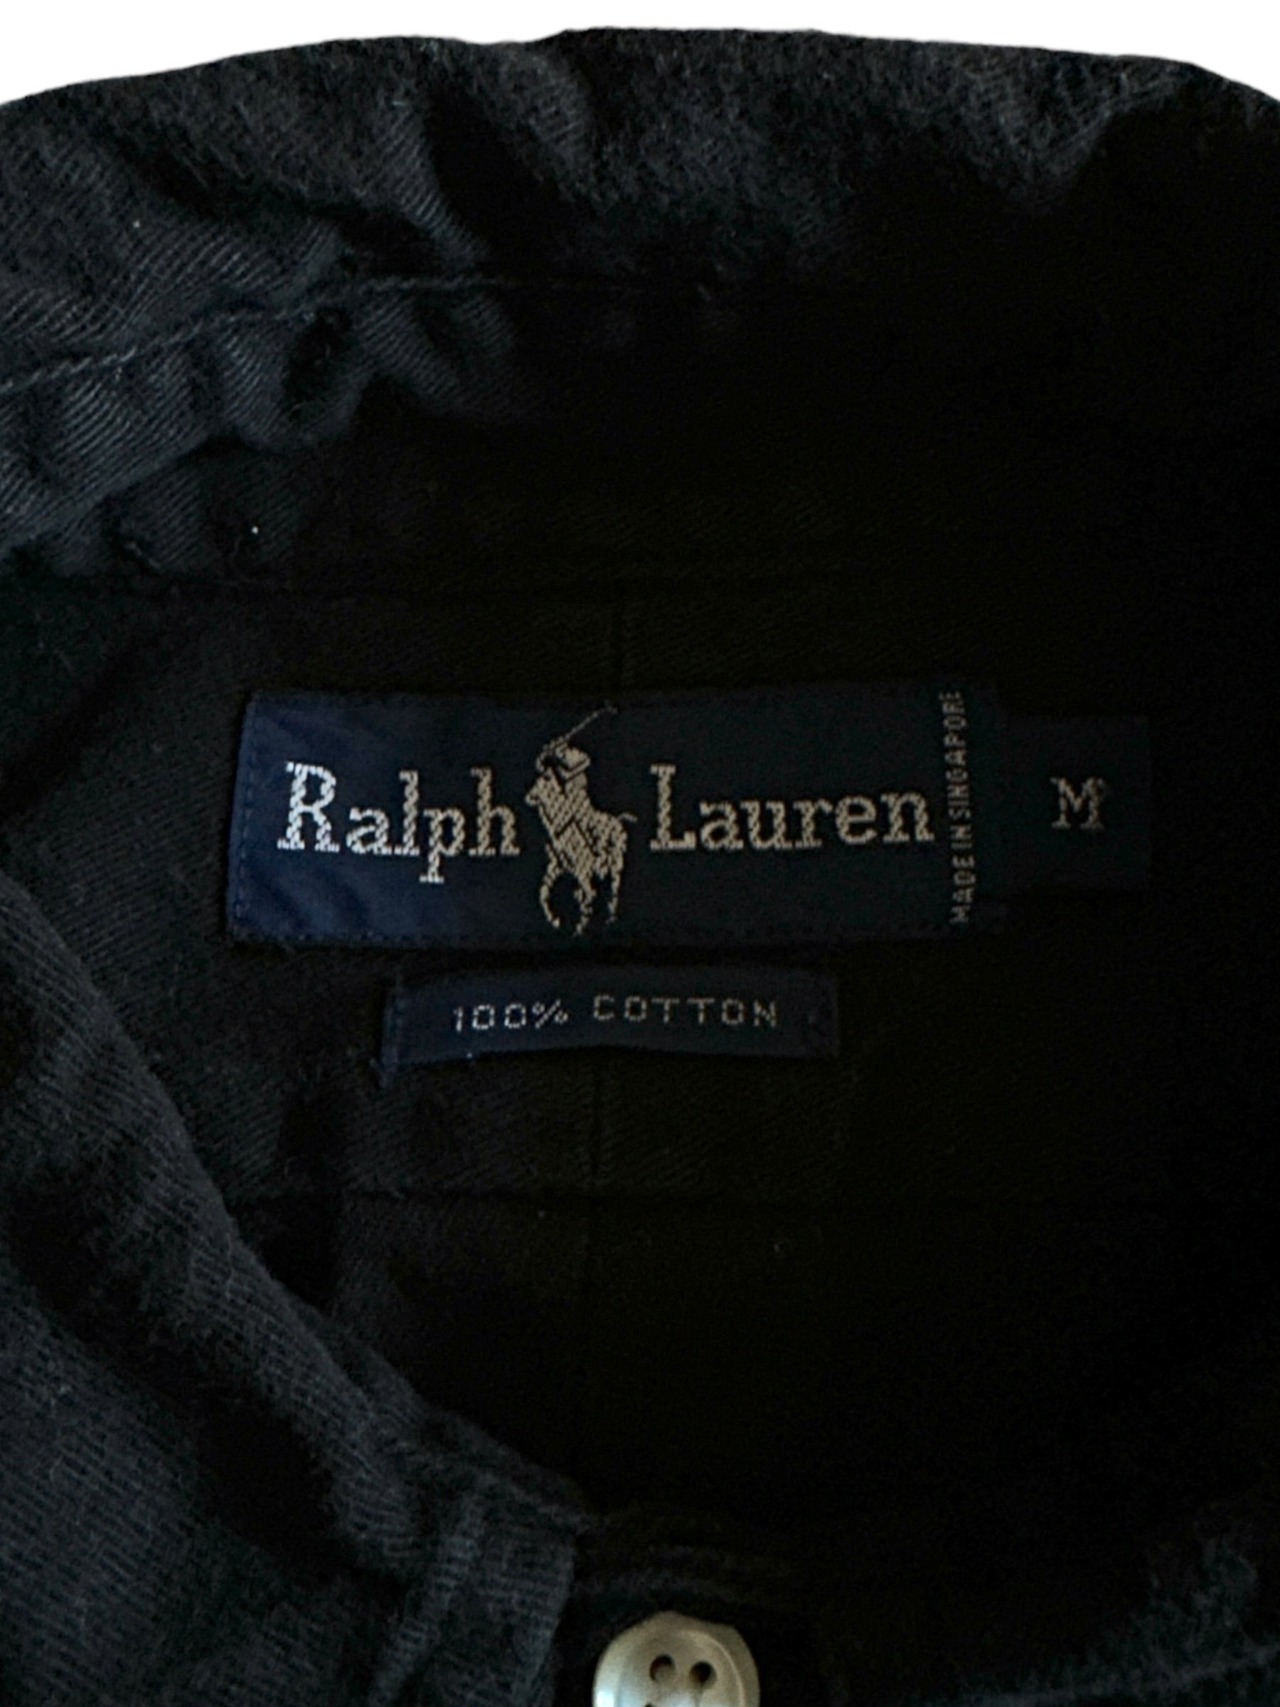 Ralph Lauren
MADE IN SINGAPORE
M
100% COTTON